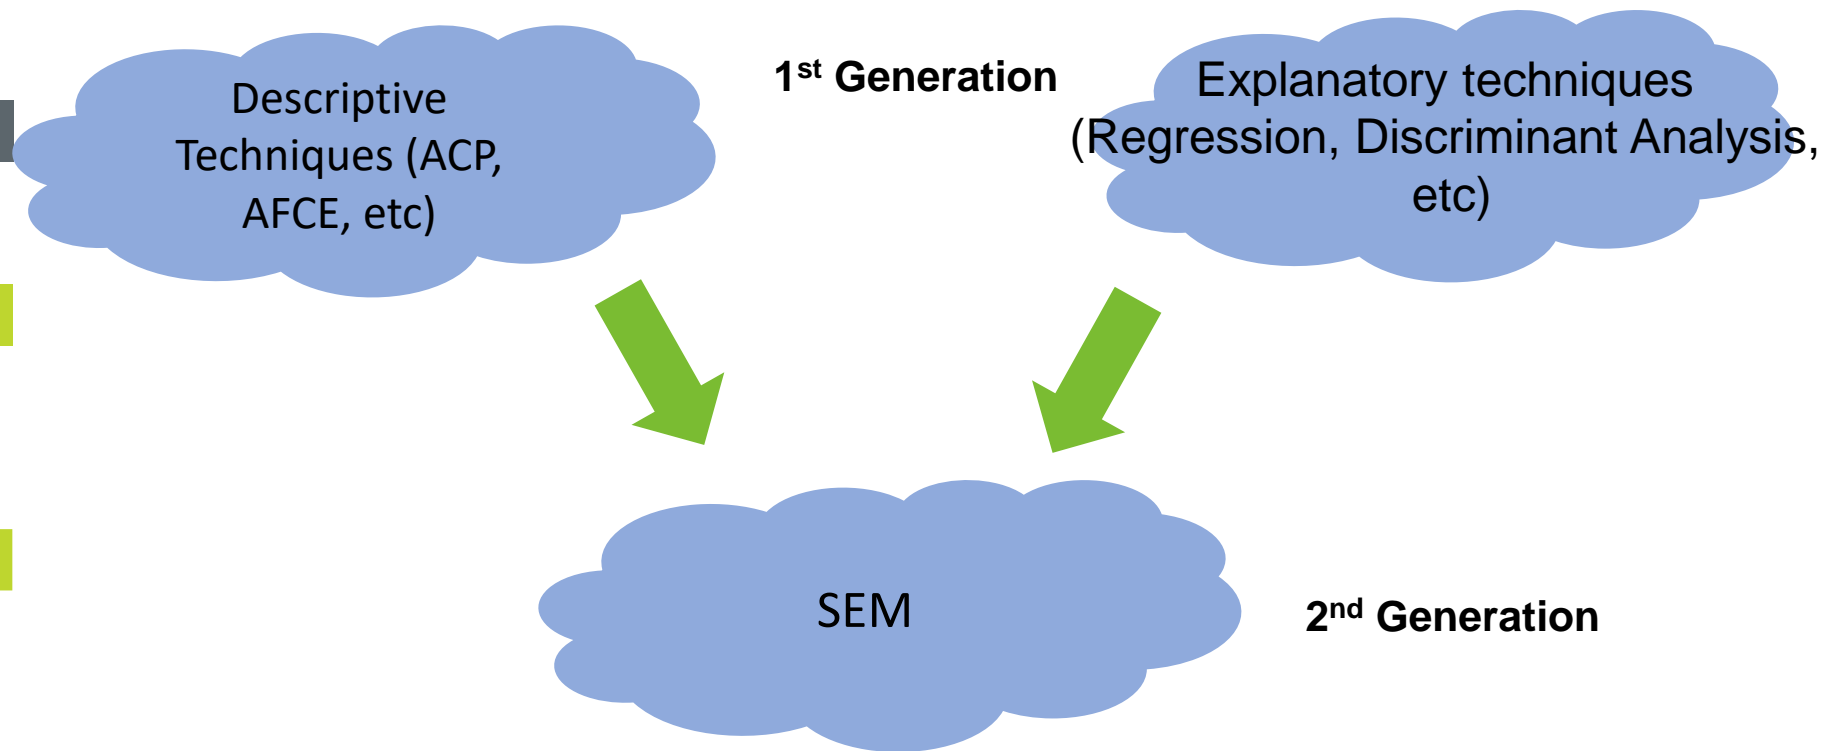 Descriptive
Techniques (ACP,
AFCE, etc)
1st Generation
Explanatory techniques
(Regression, Discriminant Analysis,
etc)
SEM
2nd Generation